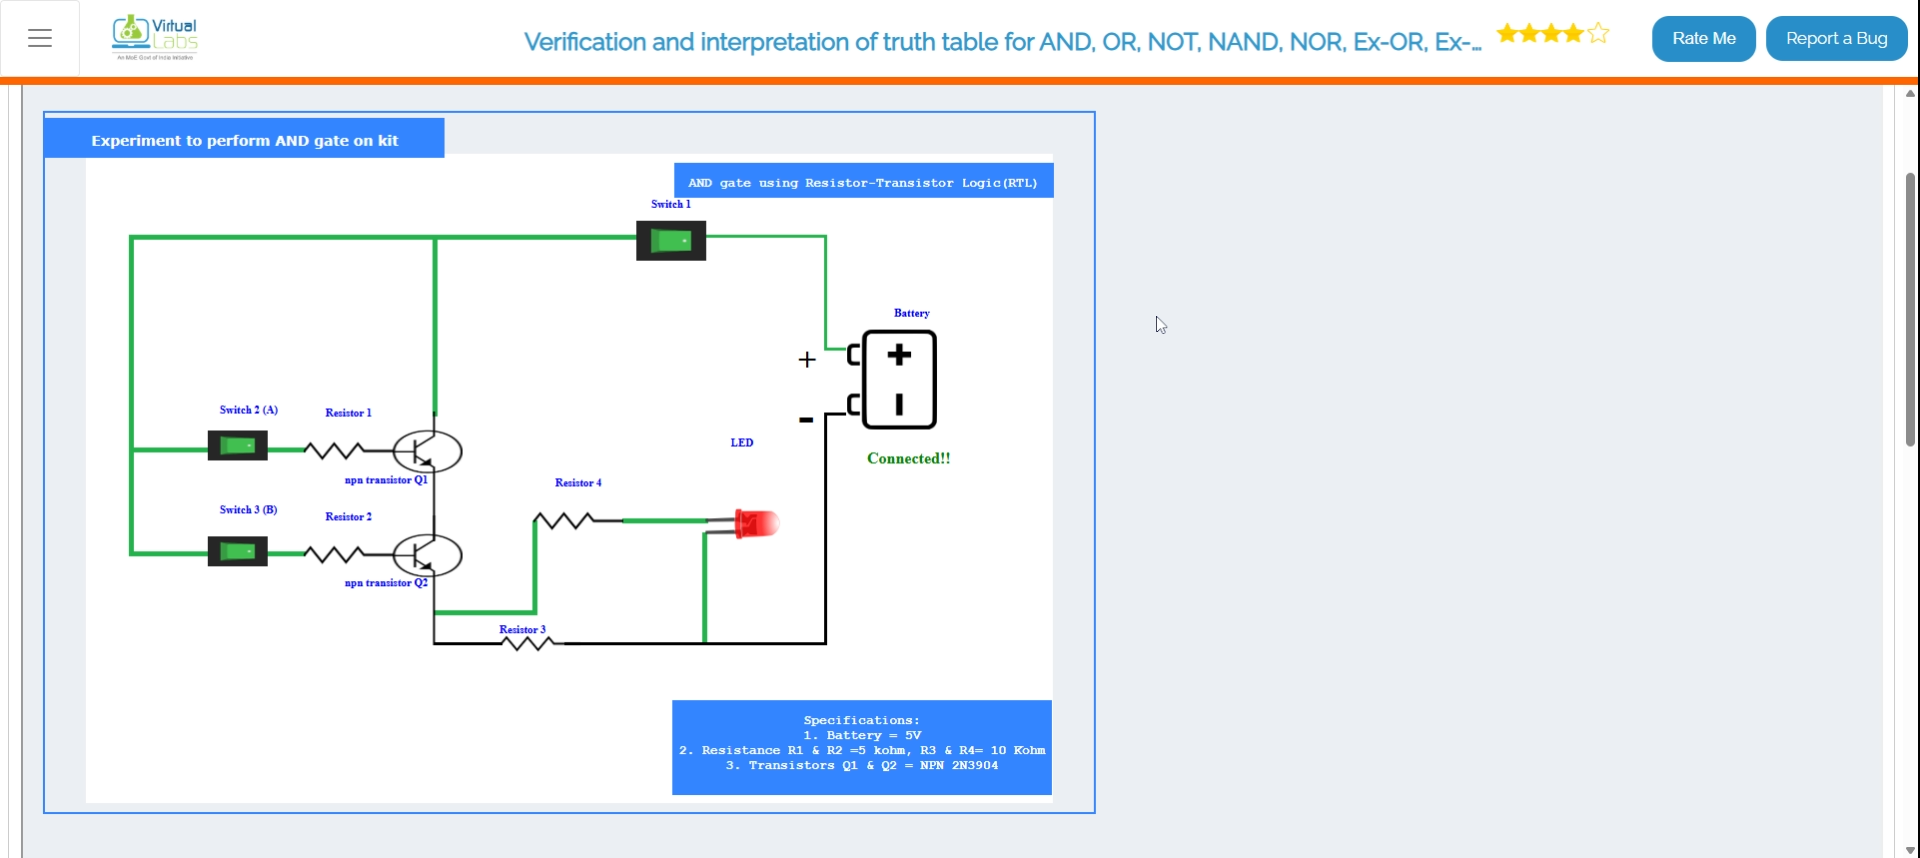 Virtual
Labs
An MoE Govt of India Initiative
Verification and interpretation of truth table for AND, OR, NOT, NAND, NOR, Ex-OR, Ex-...
Rate Me
Report a Bug
Experiment to perform AND gate on kit
AND gate using Resistor-Transistor Logic(RTL)
Switch 1
Battery
+
+
-
-
Switch 2 (A)
Resistor 1
LED
Connected!!
npn transistor Q1
Resistor 4
Switch 3 (B)
Resistor 2
npn transistor Q2
Resistor 3
Specifications:
1. Battery = 5V
2. Resistance R1 & R2 =5 kohm, R3 & R4= 10 Kohm
3. Transistors Q1 & Q2 = NPN 2N3904